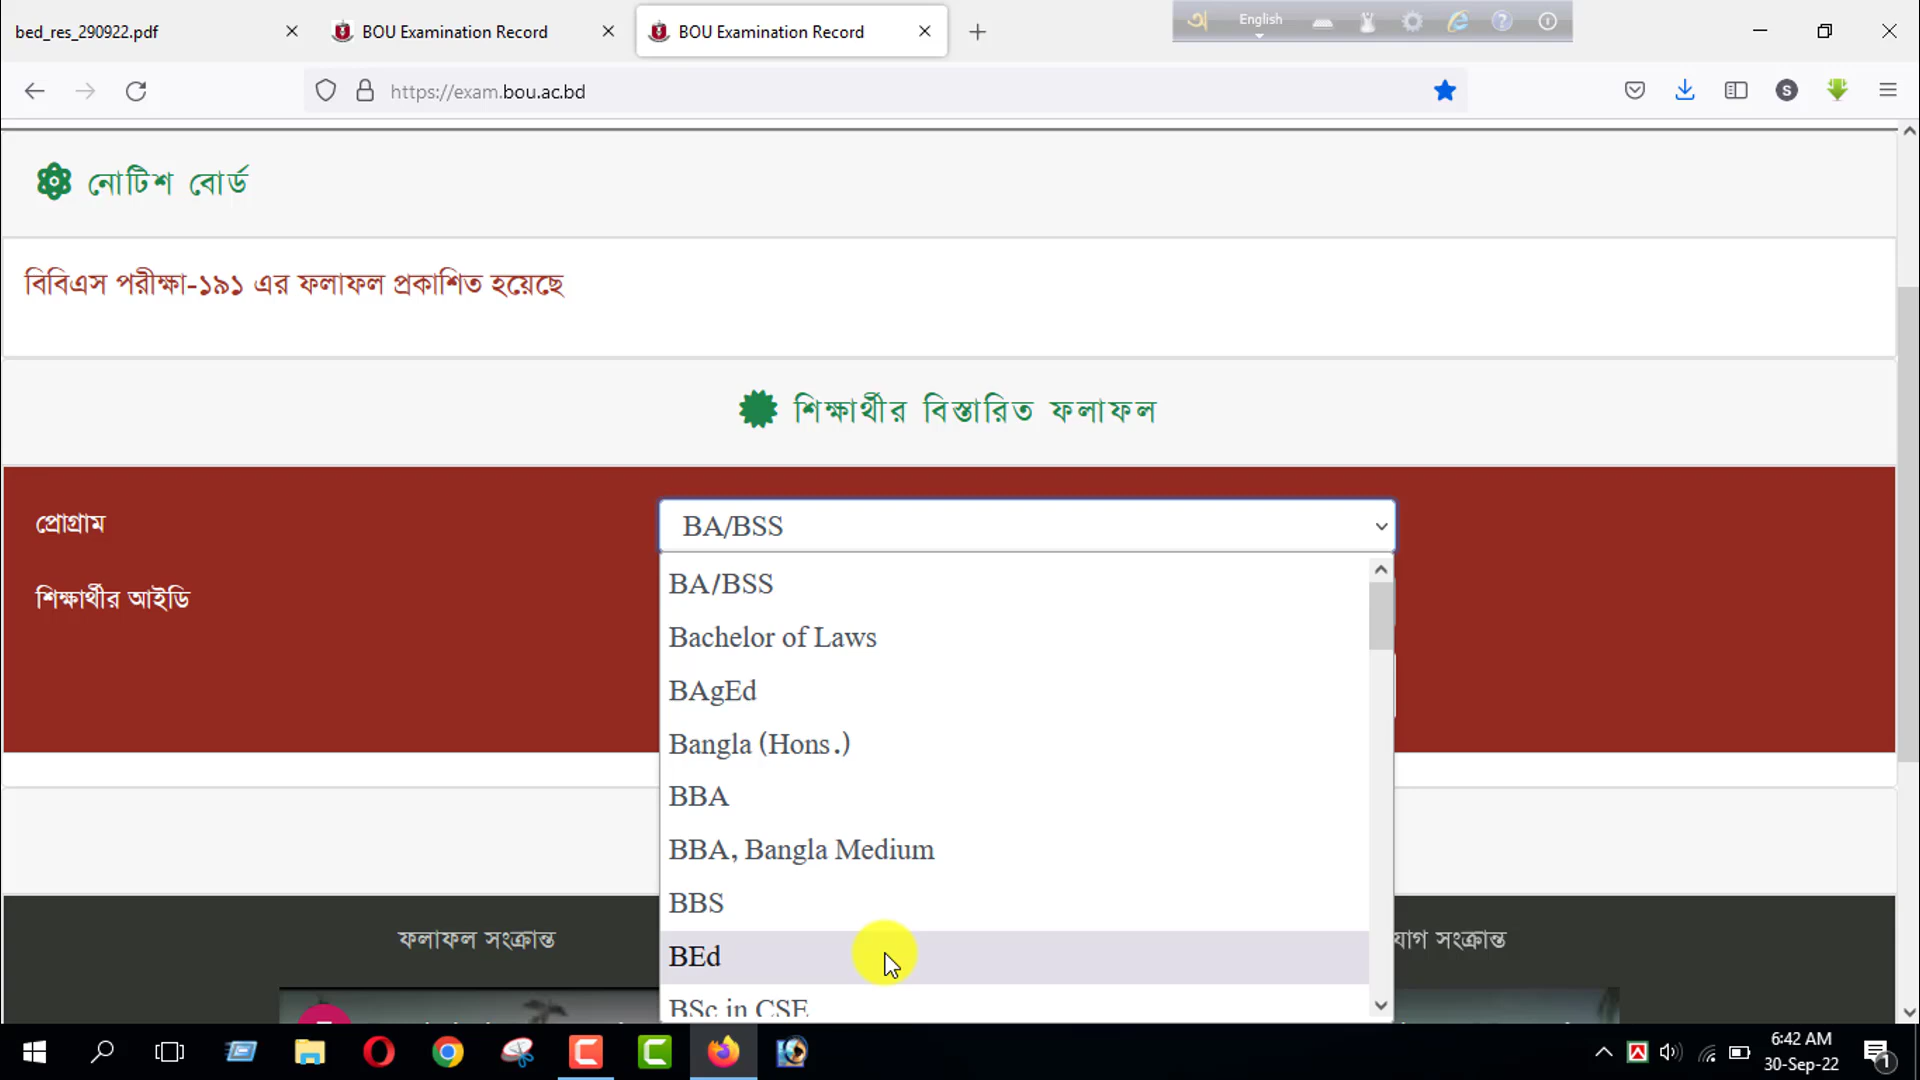 bed_res_290922.pdf
BOU Examination Record
BOU Examination Record
English
https://exam.bou.ac.bd
S
নোটিশ বোর্ড
বিবিএস পরীক্ষা-১৯১ এর ফলাফল প্রকাশিত হয়েছে
শিক্ষার্থীর বিস্তারিত ফলাফল
প্রোগ্রাম
BA/BSS
শিক্ষার্থীর আইডি
BA/BSS
Bachelor of Laws
BAgEd
Bangla (Hons.)
BBA
BBA, Bangla Medium
BBS
BEd
BSc in CSE
ফলাফল সংক্রান্ত
যোগ সংক্রান্ত
6:42 AM
30-Sep-22
1